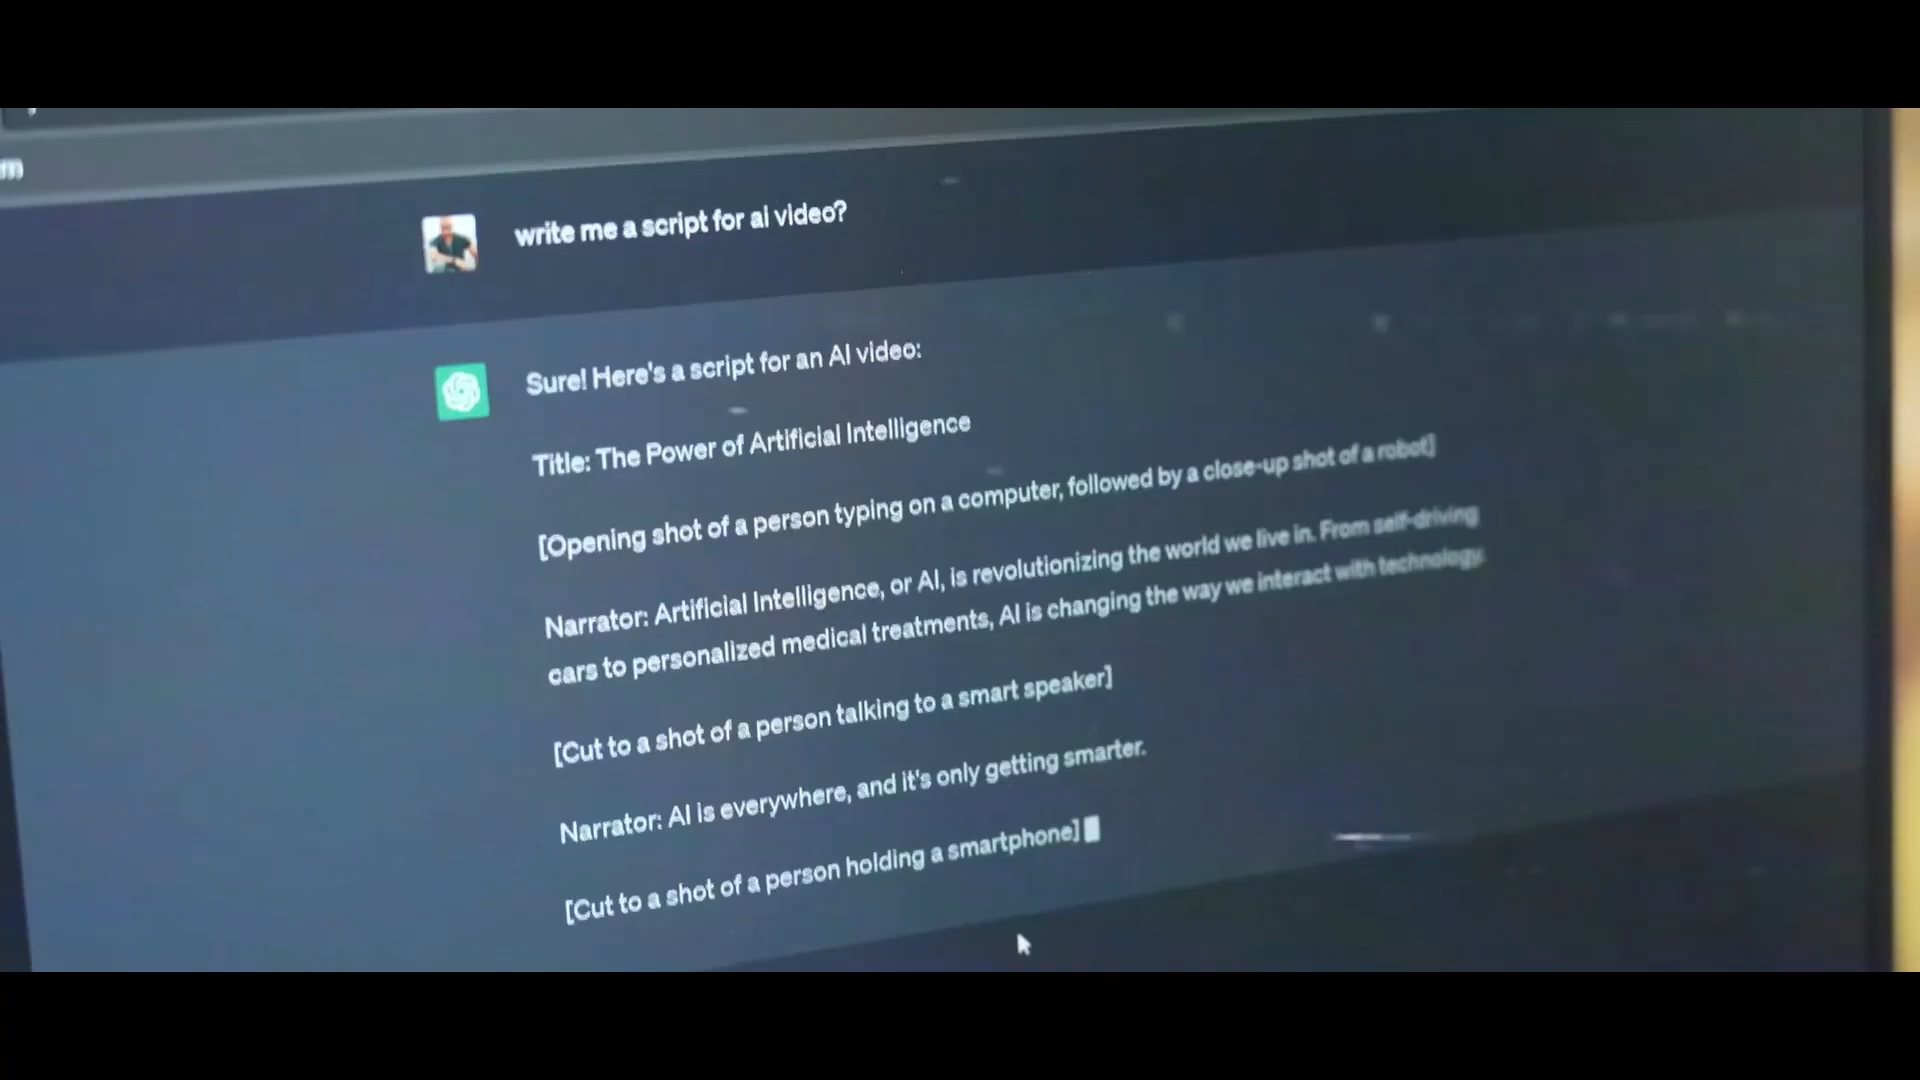 m
write me a script for ai video?
Sure! Here's a script for an AI video:
Title: The Power of Artificial Intelligence
[Opening shot of a person typing on a computer, followed by a close-up shot of a robot]
Narrator: Artificial Intelligence, or AI, is revolutionizing the world we live in. From self-driving
cars to personalized medical treatments, AI is changing the way we interact with technology.
[Cut to a shot of a person talking to a smart speaker]
Narrator: AI is everywhere, and it's only getting smarter.
[Cut to a shot of a person holding a smartphone]